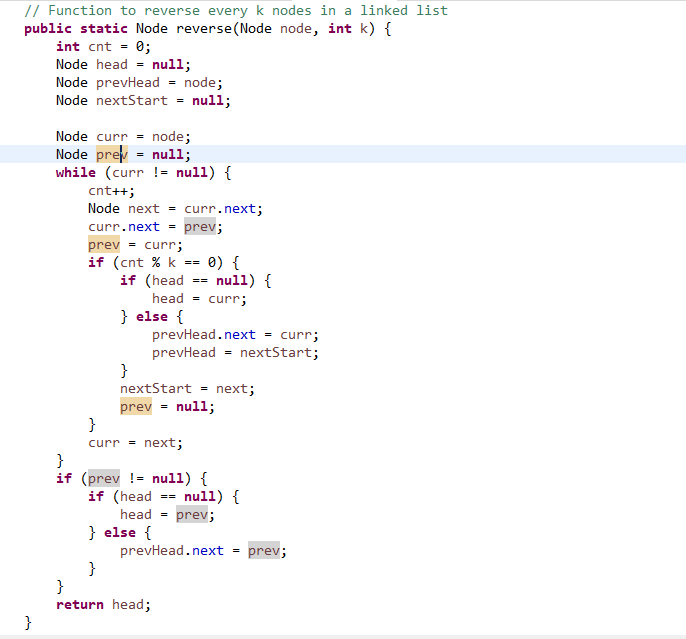 // Function to reverse every k nodes in a linked list
public static Node reverse(Node node, int k) {
    int cnt = 0;
    Node head = null;
    Node prevHead = node;
    Node nextStart = null;

    Node curr = node;
    Node prev = null;
    while (curr != null) {
        cnt++;
        Node next = curr.next;
        curr.next = prev;
        prev = curr;
        if (cnt % k == 0) {
            if (head == null) {
                head = curr;
            } else {
                prevHead.next = curr;
                prevHead = nextStart;
            }
            nextStart = next;
            prev = null;
        }
        curr = next;
    }
    if (prev != null) {
        if (head == null) {
            head = prev;
        } else {
            prevHead.next = prev;
        }
    }
    return head;
}